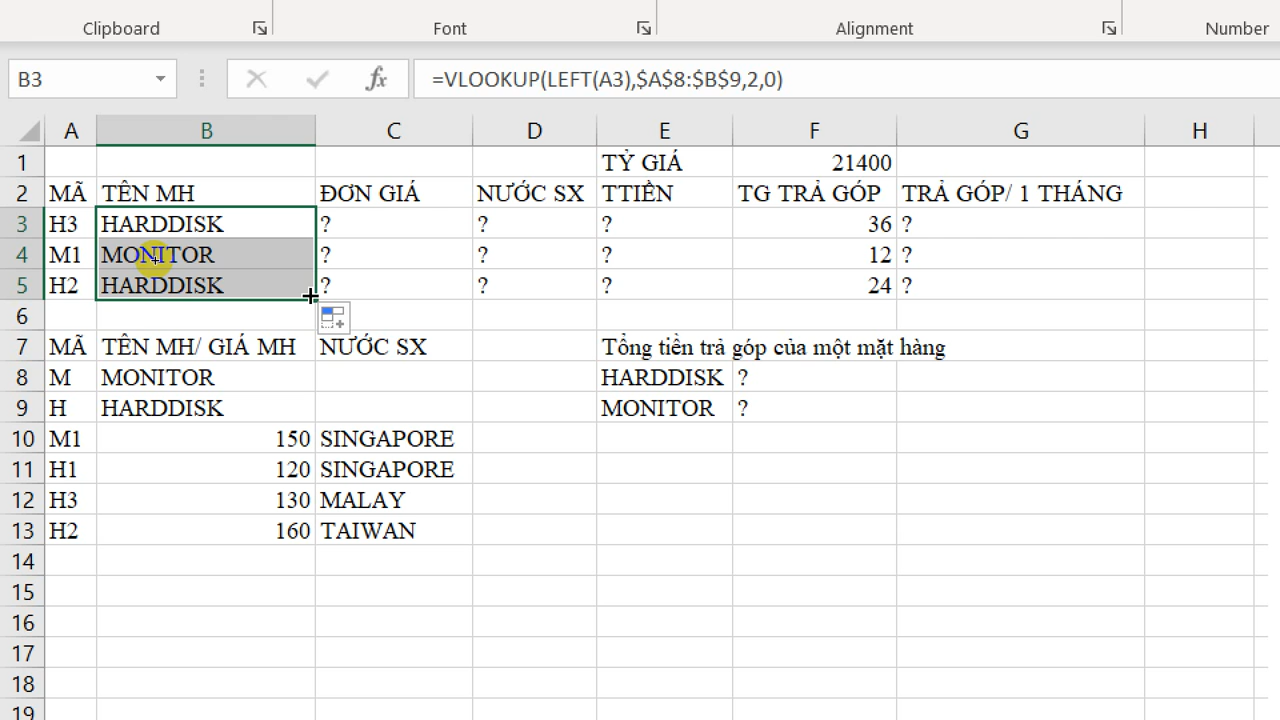 Clipboard Font Alignment Number
B3 fx =VLOOKUP(LEFT(A3),$A$8:$B$9,2,0)
A B C D E F G H
1 TỶ GIÁ 21400
2 MÃ TÊN MH ĐƠN GIÁ NƯỚC SX TTIỀN TG TRẢ GÓP TRẢ GÓP/ 1 THÁNG
3 H3 HARDDISK ? ? ? 36 ?
4 M1 MONITOR ? ? ? 12 ?
5 H2 HARDDISK ? ? ? 24 ?
6
7 MÃ TÊN MH/ GIÁ MH NƯỚC SX Tổng tiền trả góp của một mặt hàng
8 M MONITOR HARDDISK ?
9 H HARDDISK MONITOR ?
10 M1 150 SINGAPORE
11 H1 120 SINGAPORE
12 H3 130 MALAY
13 H2 160 TAIWAN
14
15
16
17
18
19